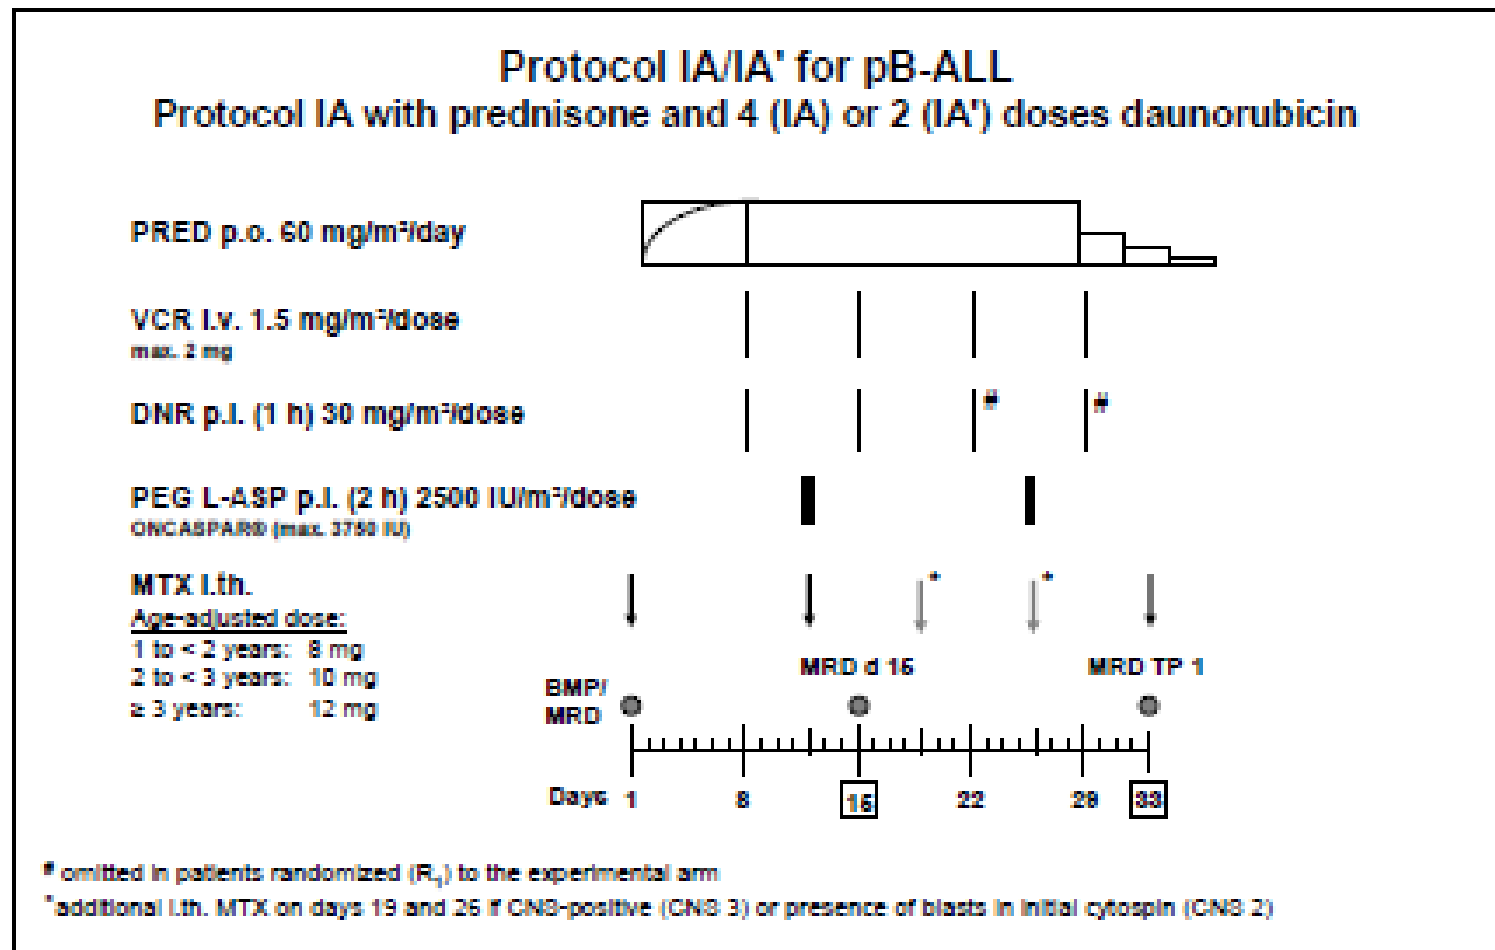 Protocol IA/IA' for pB-ALL
Protocol IA with prednisone and 4 (IA) or 2 (IA') doses daunorubicin
PRED p.o. 60 mg/m²/day
VCR i.v. 1.5 mg/m²/dose
max. 2 mg
DNR p.i. (1 h) 30 mg/m²/dose
# #
PEG L-ASP p.i. (2 h) 2500 IU/m²/dose
ONCASPAR® (max. 3750 IU)
MTX i.th.
* *
Age-adjusted dose:
1 to < 2 years: 8 mg
2 to < 3 years: 10 mg
≥ 3 years: 12 mg
MRD d 15 MRD TP 1
BMP/
MRD
Days 1 8 15 22 29 33
# omitted in patients randomized (R₁) to the experimental arm
*additional i.th. MTX on days 19 and 26 if CNS-positive (CNS 3) or presence of blasts in initial cytospin (CNS 2)